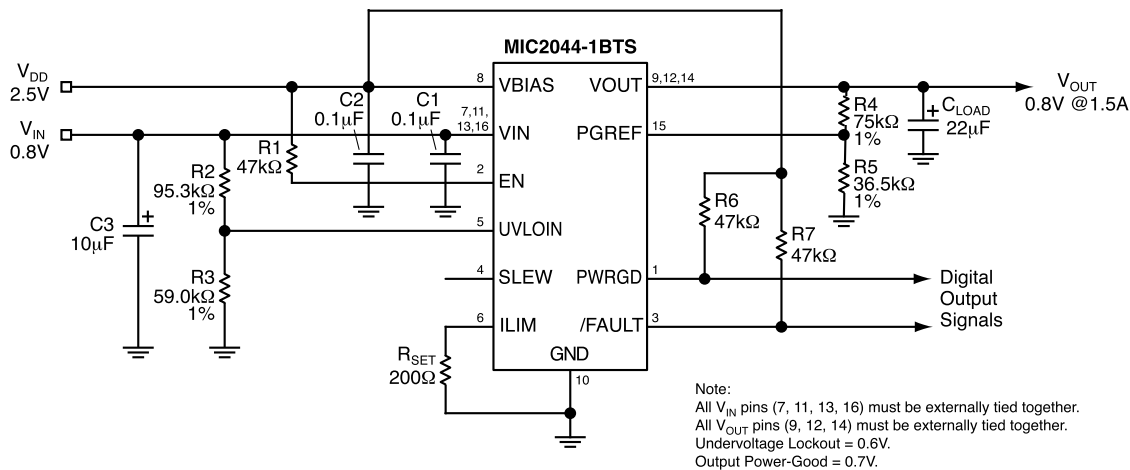 MIC2044-1BTS
VDD
2.5V
VIN
0.8V
C3
10µF
+
R2
95.3kΩ
1%
R3
59.0kΩ
1%
R1
47kΩ
C2
0.1µF
C1
0.1µF
8
VBIAS
7,11,
13,16
VIN
2
EN
5
UVLOIN
4
SLEW
6
ILIM
RSET
200Ω
GND
10
VOUT
9,12,14
PGREF
15
PWRGD
1
/FAULT
3
R6
47kΩ
R7
47kΩ
R4
75kΩ
1%
R5
36.5kΩ
1%
+
CLOAD
22µF
VOUT
0.8V @1.5A
Digital
Output
Signals
Note:
All VIN pins (7, 11, 13, 16) must be externally tied together.
All VOUT pins (9, 12, 14) must be externally tied together.
Undervoltage Lockout = 0.6V.
Output Power-Good = 0.7V.